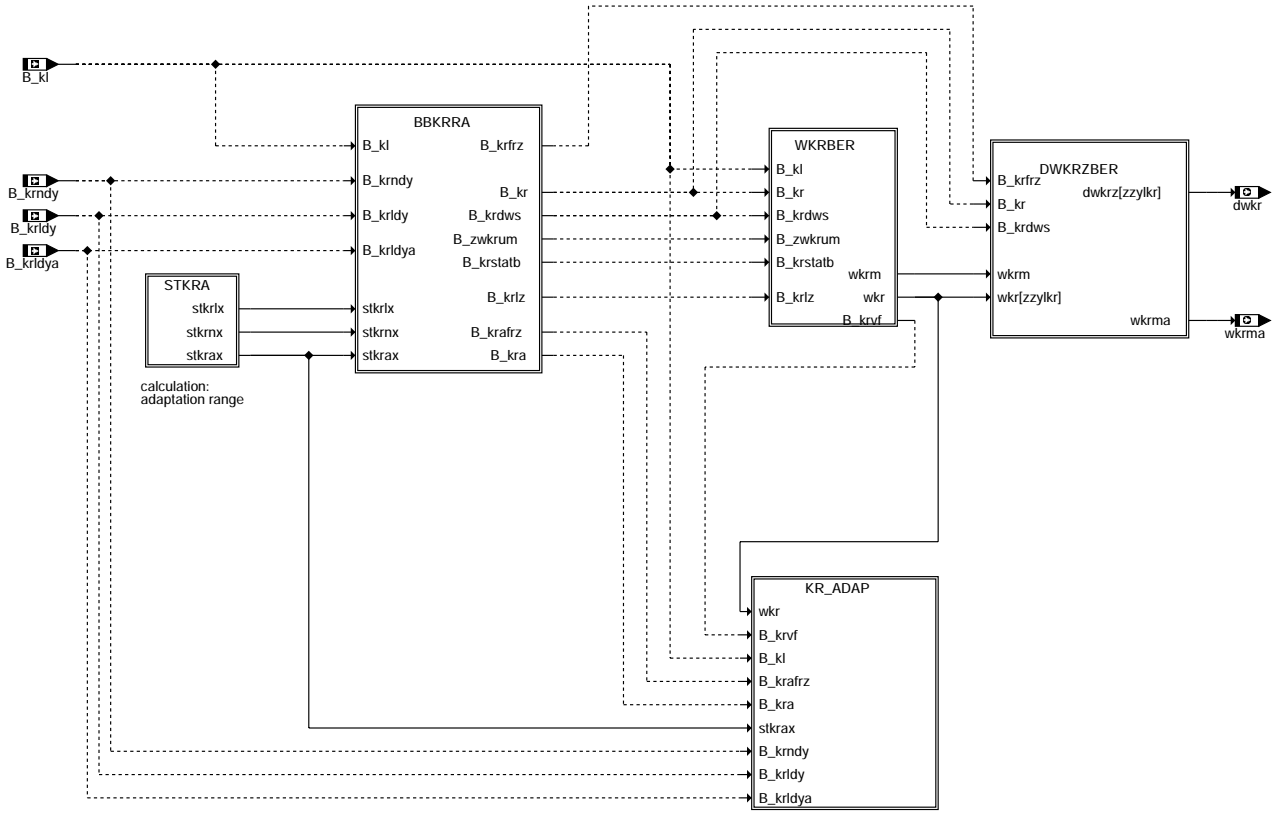 B_kl
B_krndy
B_krldy
B_krldya
STKRA
stkrlx
stkrnx
stkrax
calculation:
adaptation range
BBKRRA
B_kl
B_krndy
B_krldy
B_krldya
stkrlx
stkrnx
stkrax
B_krfrz
B_kr
B_krdws
B_zwkrum
B_krstatb
B_krlz
B_krafrz
B_kra
WKRBER
B_kl
B_kr
B_krdws
B_zwkrum
B_krstatb
B_krlz
wkrm
wkr
B_krvf
DWKRZBER
B_krfrz
B_kr
B_krdws
wkrm
wkr[zzylkr]
dwkrz[zzylkr]
wkrma
dwkr
wkrma
KR_ADAP
wkr
B_krvf
B_kl
B_krafrz
B_kra
stkrax
B_krndy
B_krldy
B_krldya